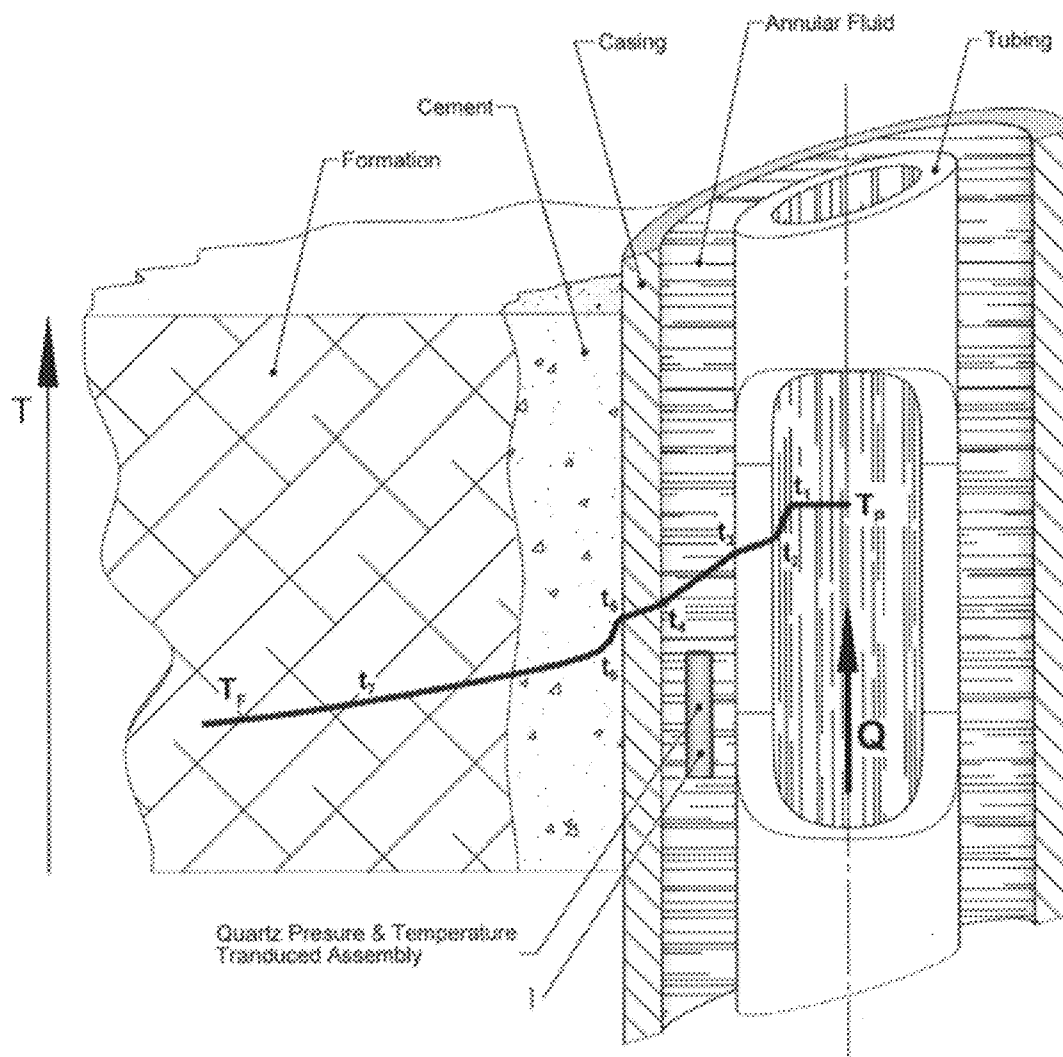 Annular Fluid
Casing
Tubing
Cement
Formation
T
t₁
Tₚ
t₃
t₂
t₅
t₄
t₆
T_F
t₇
Q
Quartz Presure & Temperature
Tranduced Assembly
1